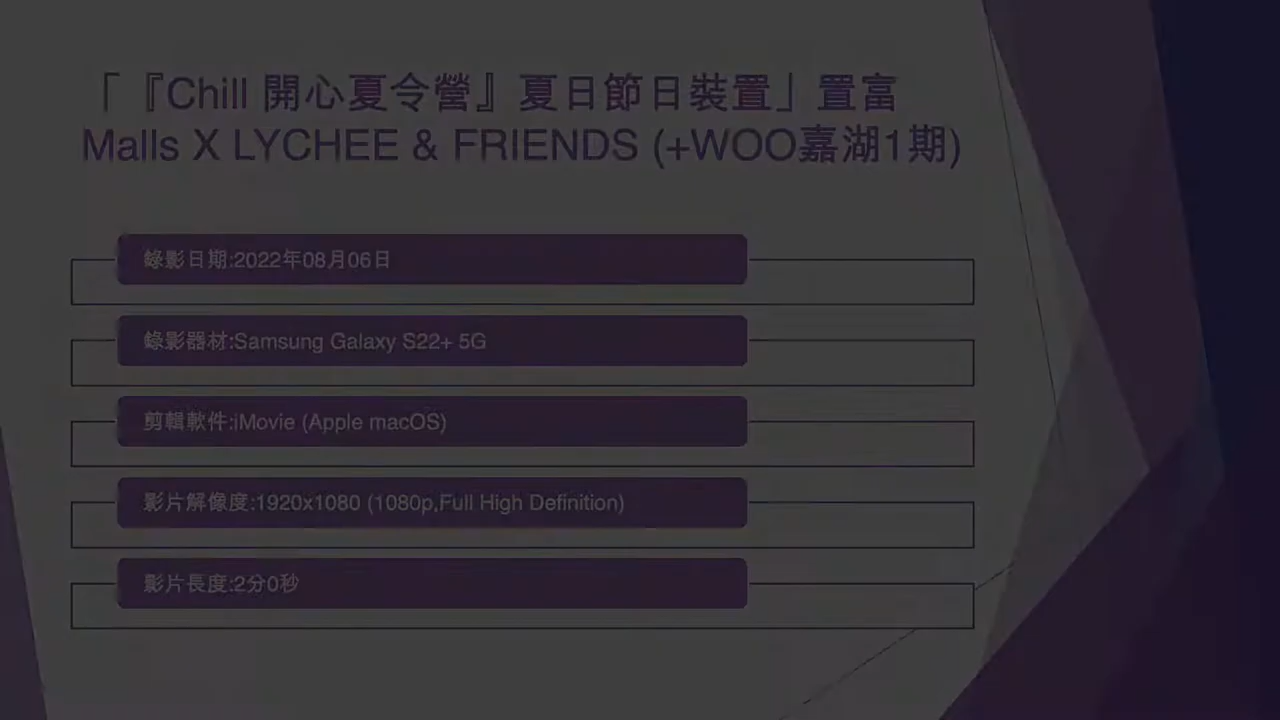 「『Chill 開心夏令營』夏日節日裝置」置富
Malls X LYCHEE & FRIENDS (+WOO嘉湖1期)
錄影日期:2022年08月06日
錄影器材:Samsung Galaxy S22+ 5G
剪輯軟件:iMovie (Apple macOS)
影片解像度:1920x1080 (1080p,Full High Definition)
影片長度:2分0秒